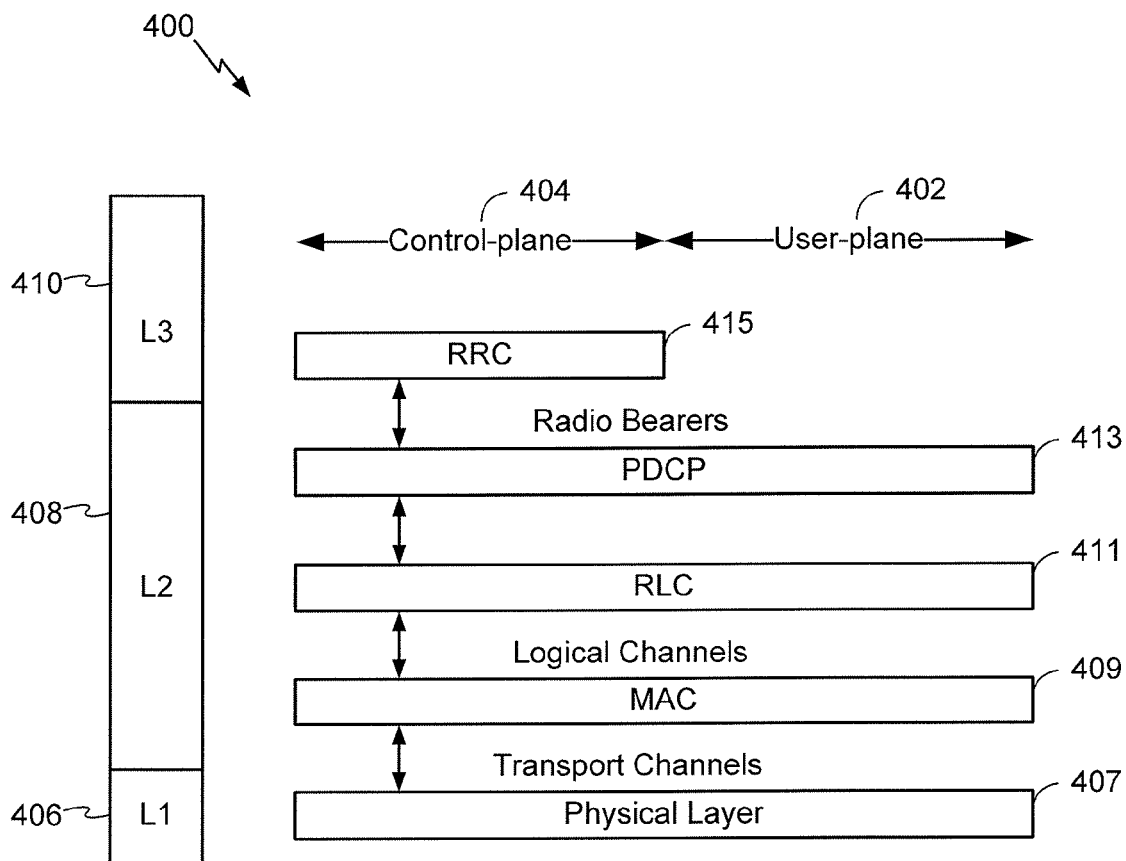 400
404
402
Control-plane
User-plane
410
L3
415
RRC
Radio Bearers
413
PDCP
408
L2
411
RLC
Logical Channels
409
MAC
Transport Channels
407
406
L1
Physical Layer